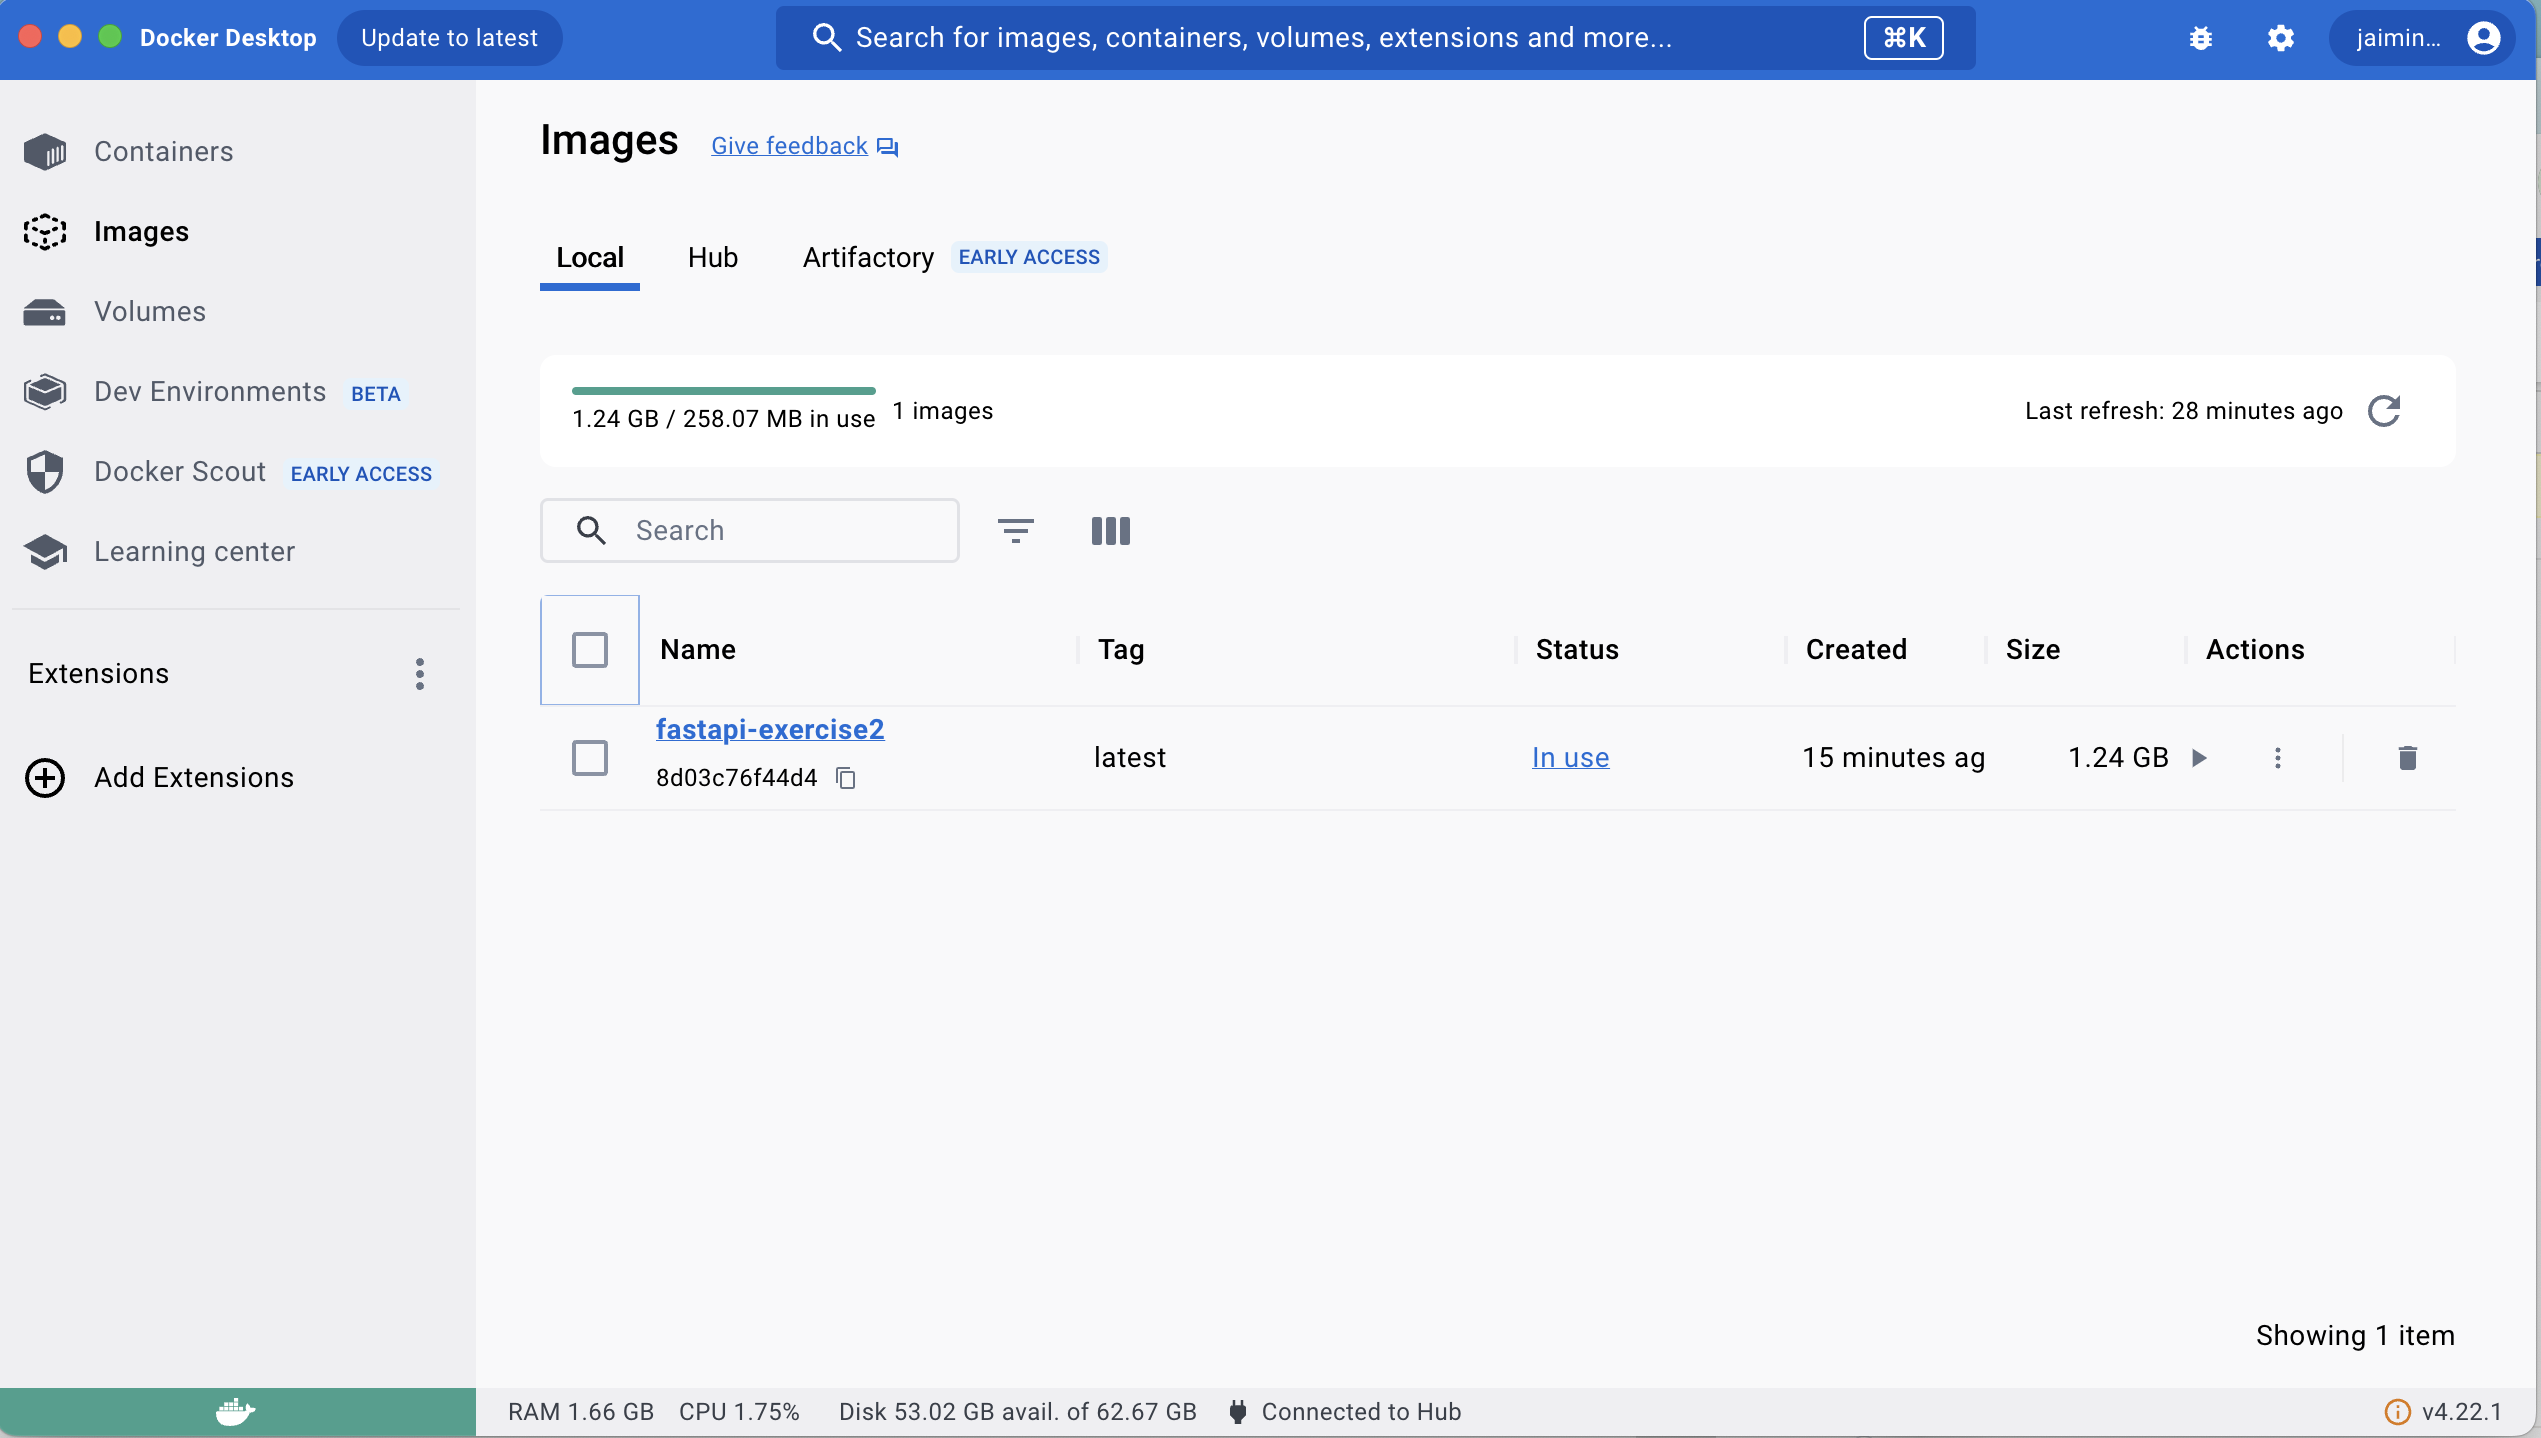 Docker Desktop
Update to latest
Search for images, containers, volumes, extensions and more...
⌘K
jaimin...
Containers
Images
Volumes
Dev Environments BETA
Docker Scout EARLY ACCESS
Learning center
Extensions
Add Extensions
Images
Give feedback
Local
Hub
Artifactory EARLY ACCESS
1.24 GB / 258.07 MB in use
1 images
Last refresh: 28 minutes ago
Search
Name Tag Status Created Size Actions
fastapi-exercise2
8d03c76f44d4
latest
In use
15 minutes ag
1.24 GB
Showing 1 item
RAM 1.66 GB CPU 1.75% Disk 53.02 GB avail. of 62.67 GB Connected to Hub
v4.22.1